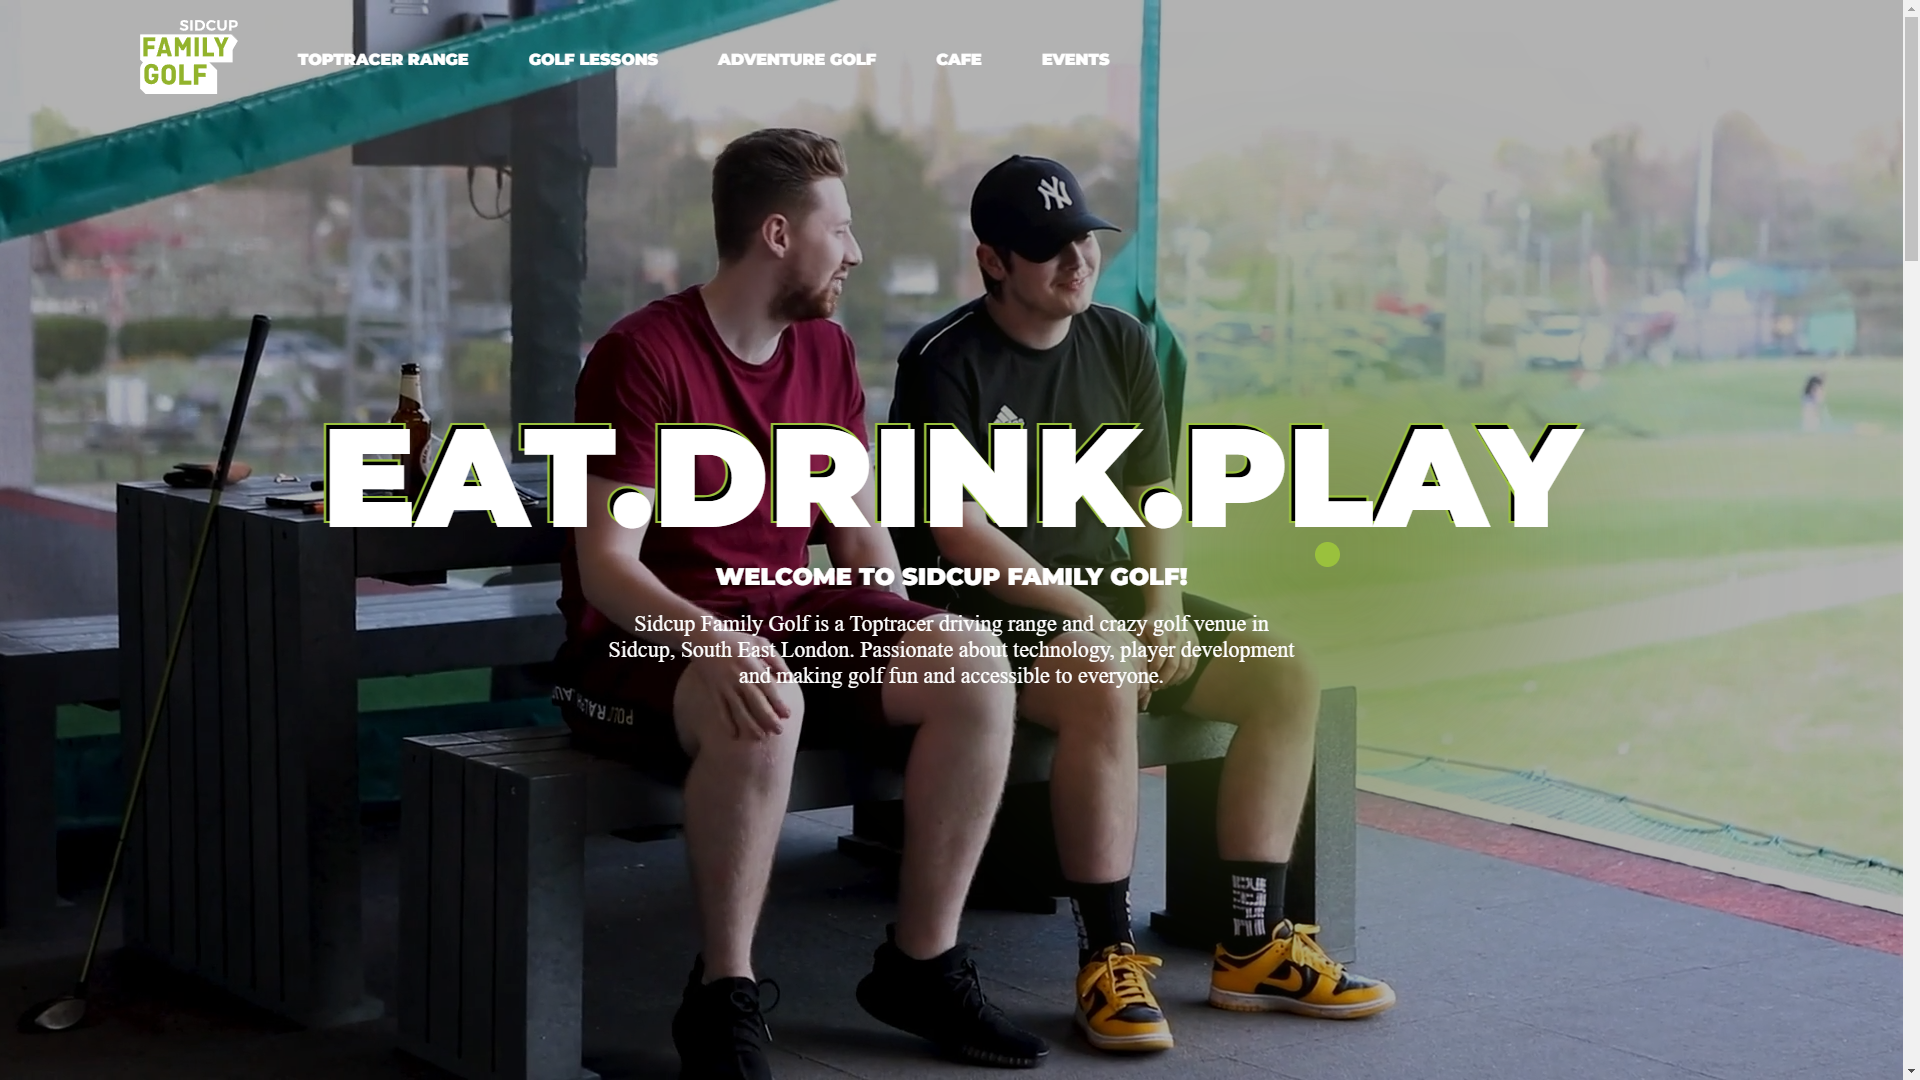 SIDCUP
FAMILY
GOLF
TOPTRACER RANGE
GOLF LESSONS
ADVENTURE GOLF
CAFE
EVENTS
NY
EAT.DRINK.PLAY
WELCOME TO SIDCUP FAMILY GOLF!
Sidcup Family Golf is a Toptracer driving range and crazy golf venue in
Sidcup, South East London. Passionate about technology, player development
and making golf fun and accessible to everyone.